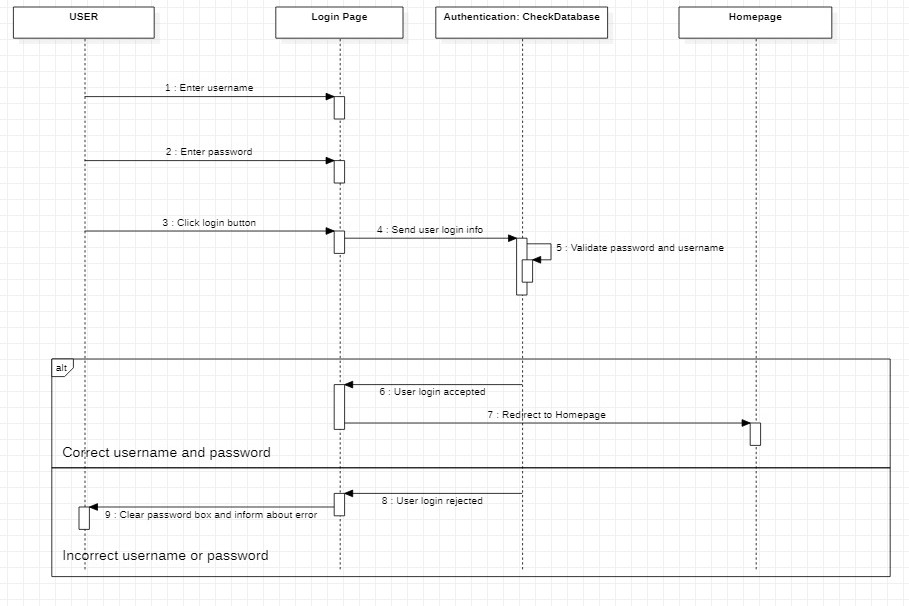 USER
Login Page
Authentication: CheckDatabase
Homepage
1 : Enter username
2 : Enter password
3 : Click login button
4 : Send user login info
5 : Validate password and username
alt
6 : User login accepted
7 : Redirect to Homepage
Correct username and password
8 : User login rejected
9 : Clear password box and inform about error
Incorrect username or password